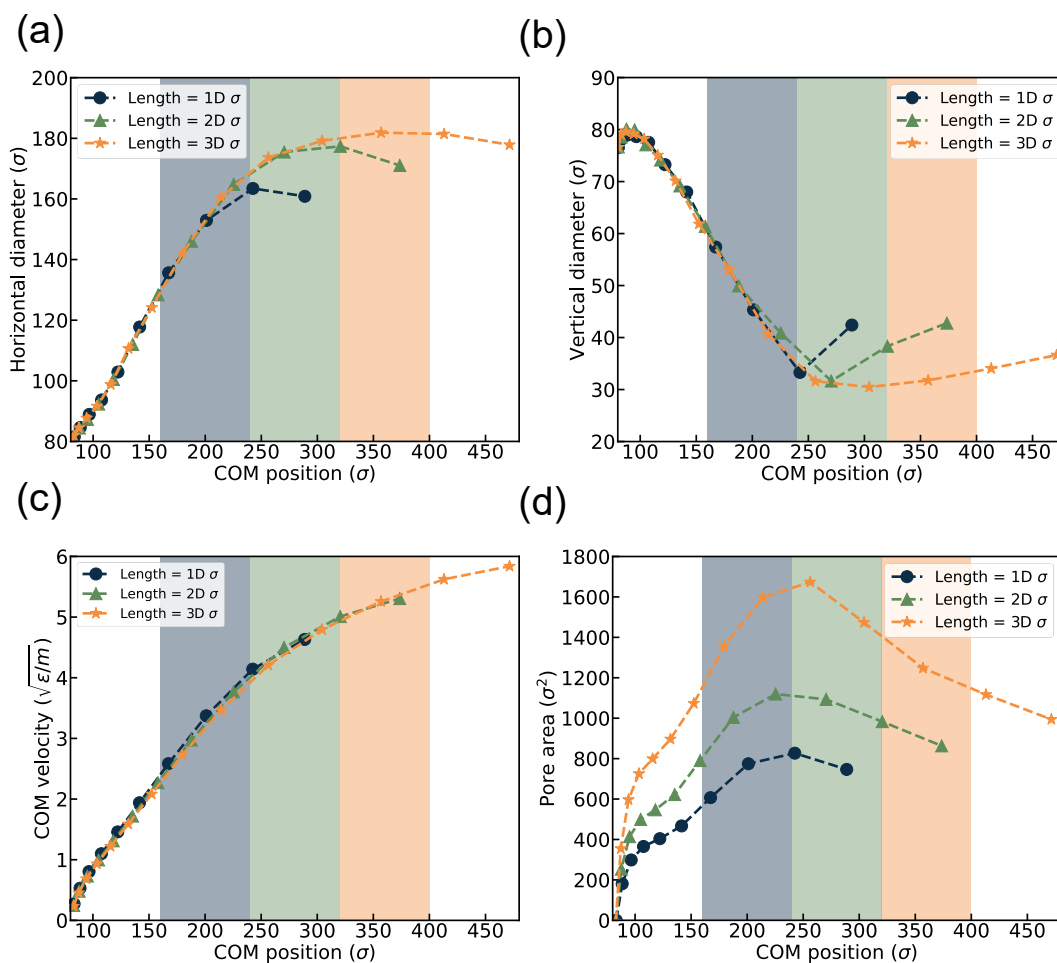 (a)
200
180
160
140
120
100
80
Horizontal diameter (σ)
Length = 1D σ
Length = 2D σ
Length = 3D σ
100 150 200 250 300 350 400 450
COM position (σ)
(b)
90
80
70
60
50
40
30
20
Vertical diameter (σ)
Length = 1D σ
Length = 2D σ
Length = 3D σ
100 150 200 250 300 350 400 450
COM position (σ)
(c)
6
5
4
3
2
1
0
COM velocity (√ε/m)
Length = 1D σ
Length = 2D σ
Length = 3D σ
100 150 200 250 300 350 400 450
COM position (σ)
(d)
1800
1600
1400
1200
1000
800
600
400
200
0
Pore area (σ²)
Length = 1D σ
Length = 2D σ
Length = 3D σ
100 150 200 250 300 350 400 450
COM position (σ)